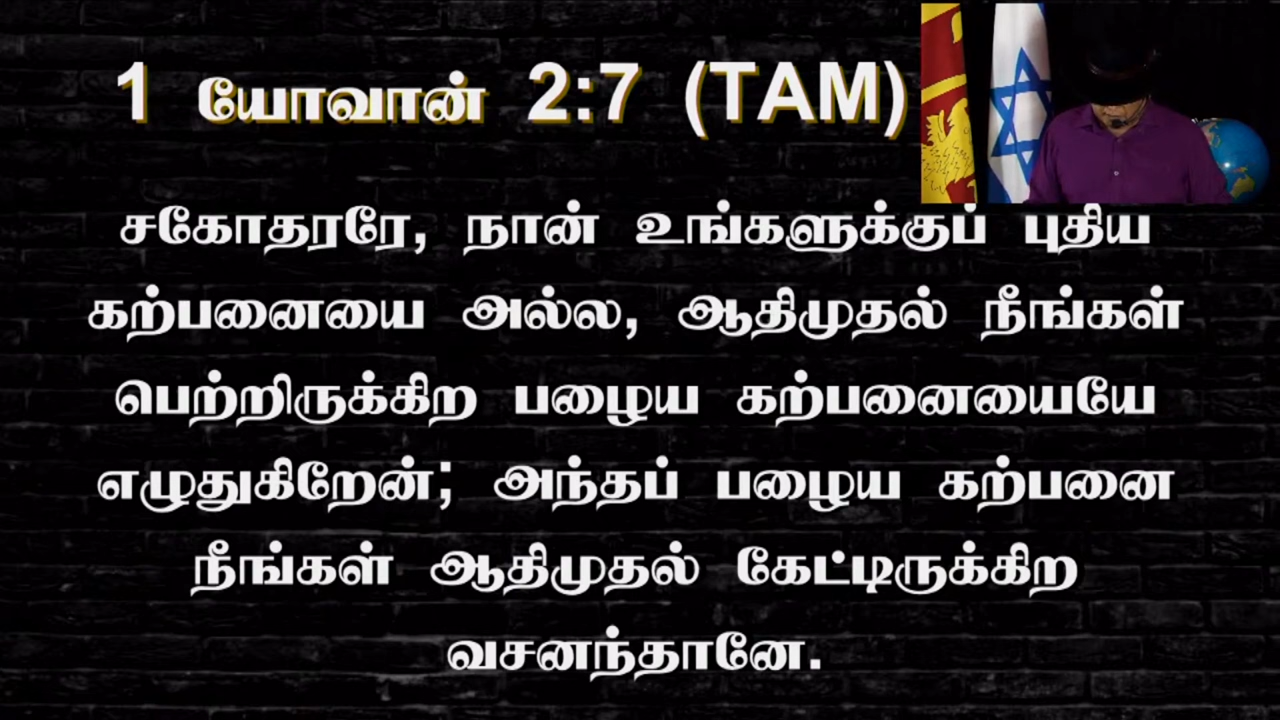 1 யோவான் 2:7 (TAM)
சகோதரரே, நான் உங்களுக்குப் புதிய
கற்பனையை அல்ல, ஆதிமுதல் நீங்கள்
பெற்றிருக்கிற பழைய கற்பனையையே
எழுதுகிறேன்; அந்தப் பழைய கற்பனை
நீங்கள் ஆதிமுதல் கேட்டிருக்கிற
வசனந்தானே.